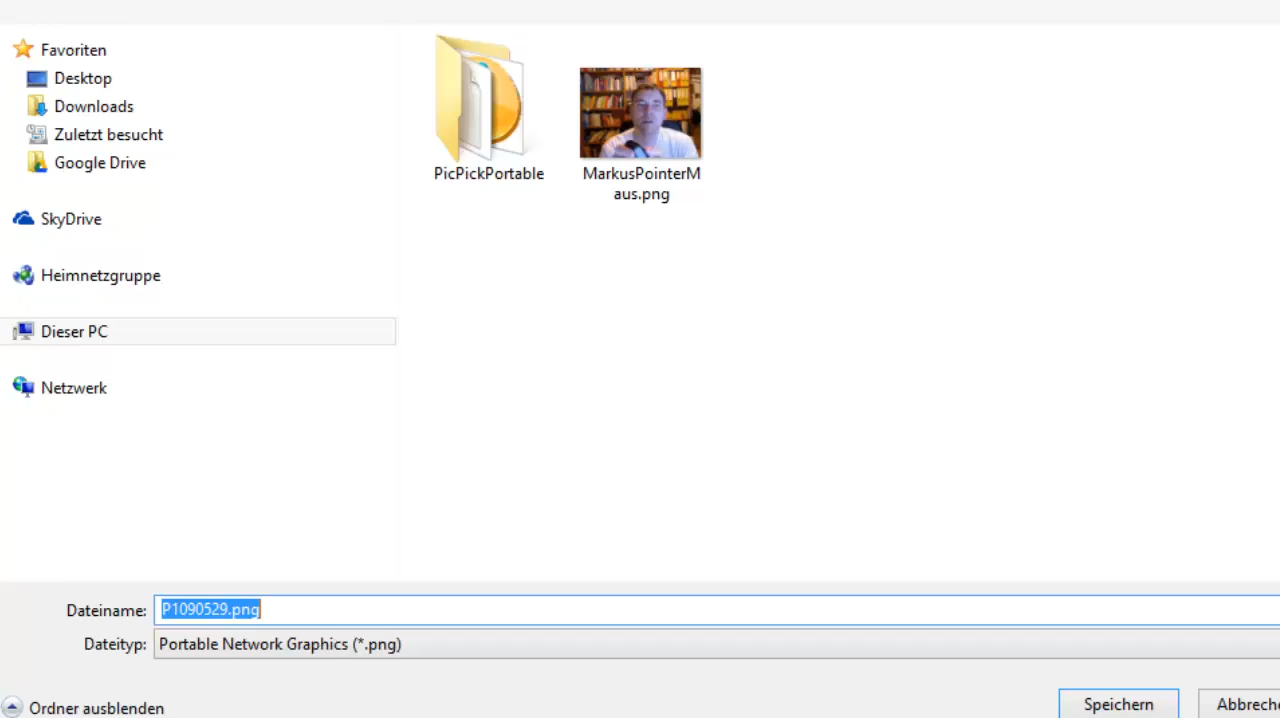 Favoriten
Desktop
Downloads
Zuletzt besucht
Google Drive
SkyDrive
Heimnetzgruppe
Dieser PC
Netzwerk
PicPickPortable
MarkusPointerM
aus.png
Dateiname: P1090529.png
Dateityp: Portable Network Graphics (*.png)
Ordner ausblenden
Speichern
Abbreche